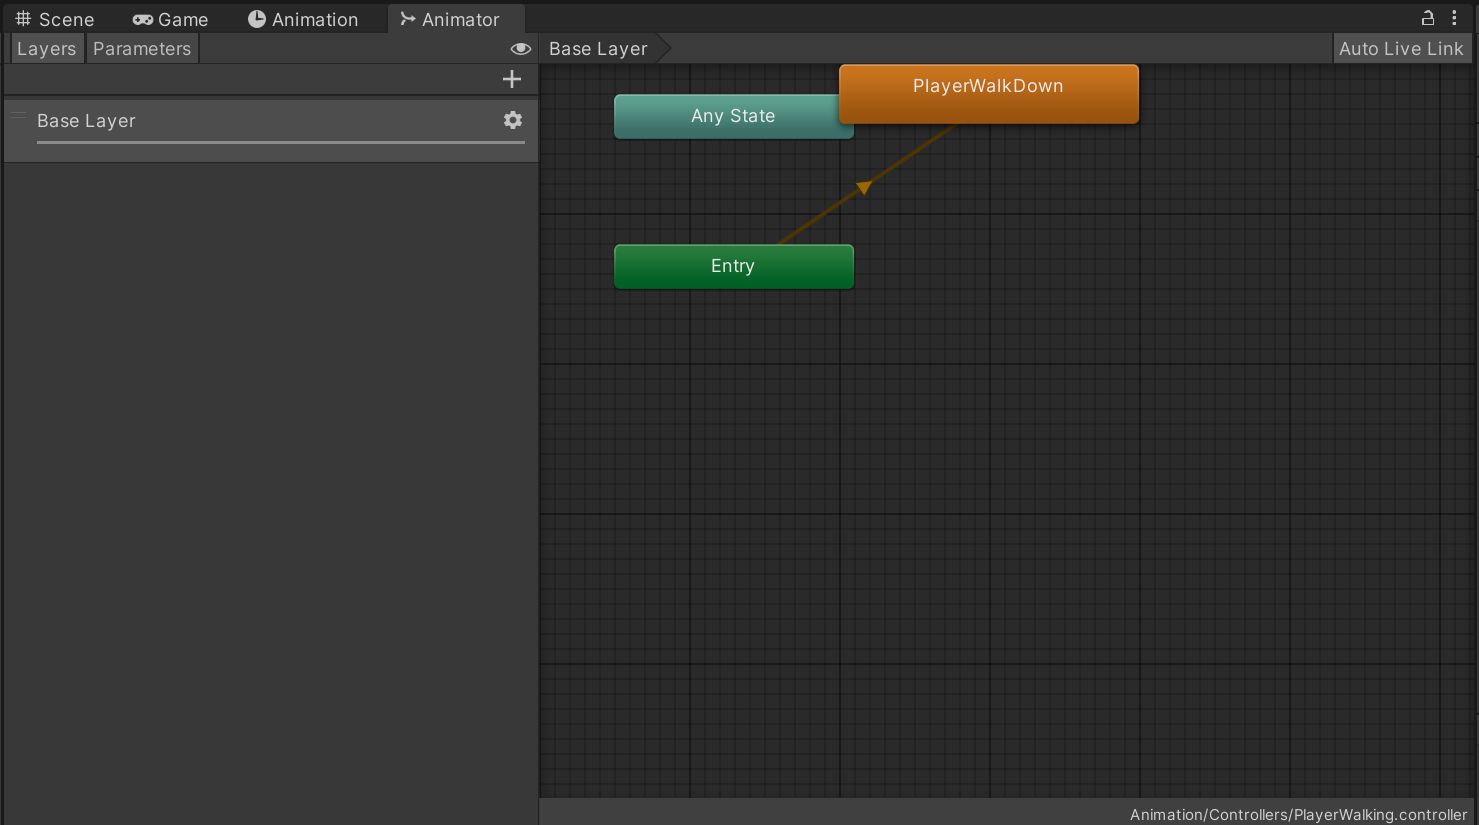 Scene Game Animation Animator
Layers Parameters
Base Layer
Auto Live Link
Base Layer
PlayerWalkDown
Any State
Entry
Animation/Controllers/PlayerWalking.controller